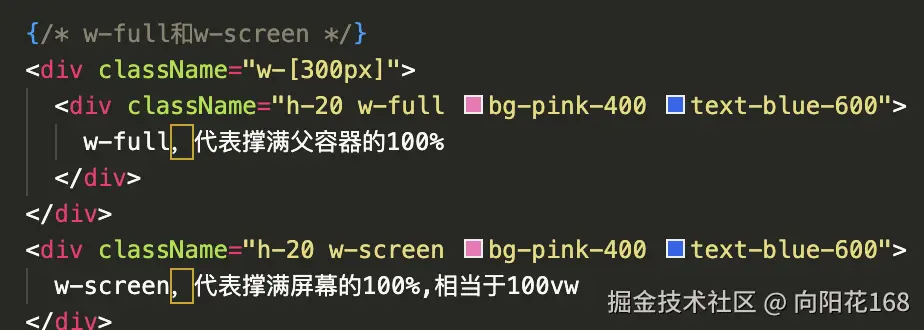 {/* w-full和w-screen */}
<div className="w-[300px]">
<div className="h-20 w-full bg-pink-400 text-blue-600">
w-full，代表撑满父容器的100%
</div>
</div>
<div className="h-20 w-screen bg-pink-400 text-blue-600">
w-screen，代表撑满屏幕的100%,相当于100vw
</div>
掘金技术社区 @ 向阳花168